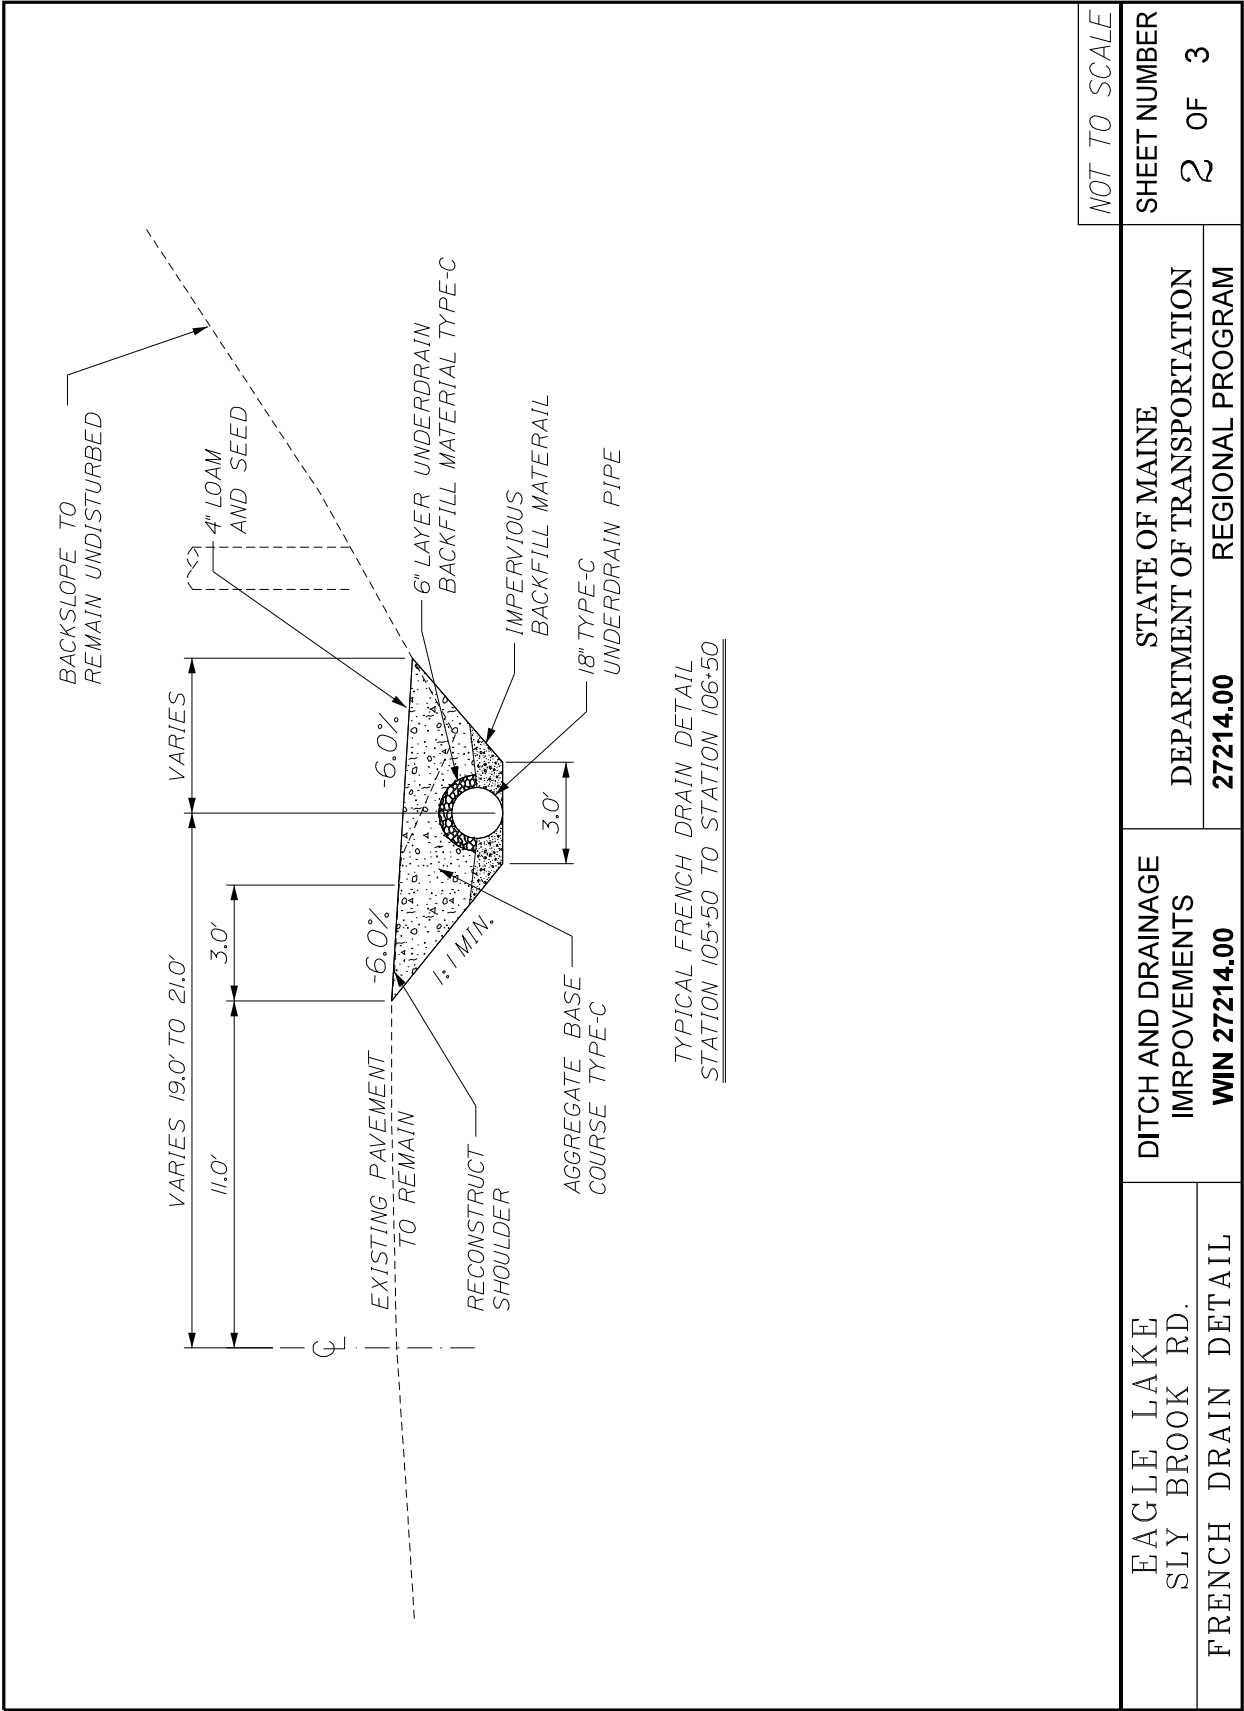 BACKSLOPE TO
REMAIN UNDISTURBED
VARIES 19.0' TO 21.0'
VARIES
11.0'
3.0'
4" LOAM
AND SEED
℄
EXISTING PAVEMENT
TO REMAIN
-6.0%
-6.0%
6" LAYER UNDERDRAIN
BACKFILL MATERIAL TYPE-C
1:1 MIN.
RECONSTRUCT
SHOULDER
IMPERVIOUS
BACKFILL MATERAIL
3.0'
AGGREGATE BASE
COURSE TYPE-C
18" TYPE-C
UNDERDRAIN PIPE
TYPICAL FRENCH DRAIN DETAIL
STATION 105+50 TO STATION 106+50
NOT TO SCALE
EAGLE LAKE
SLY BROOK RD.
FRENCH DRAIN DETAIL
DITCH AND DRAINAGE
IMRPOVEMENTS
WIN 27214.00
STATE OF MAINE
DEPARTMENT OF TRANSPORTATION
27214.00 REGIONAL PROGRAM
SHEET NUMBER
2 OF 3